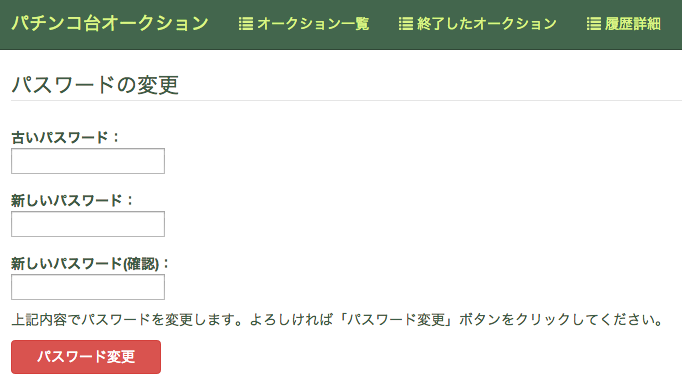 パチンコ台オークション オークション一覧 終了したオークション 履歴詳細
パスワードの変更
古いパスワード：
新しいパスワード：
新しいパスワード(確認)：
上記内容でパスワードを変更します。よろしければ「パスワード変更」ボタンをクリックしてください。
パスワード変更